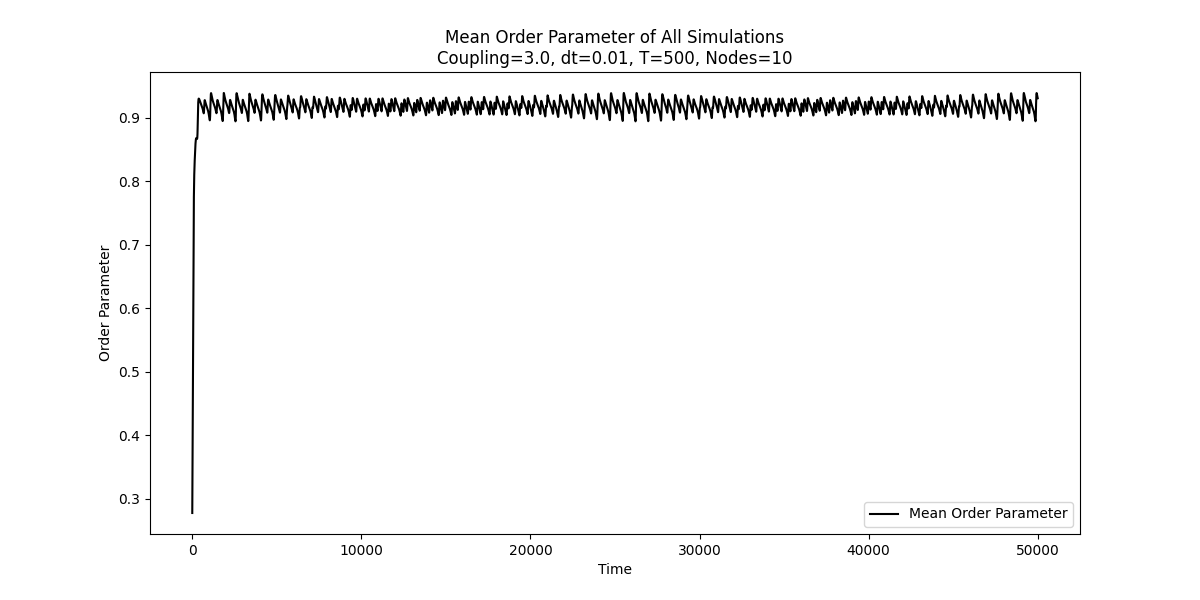 Mean Order Parameter of All Simulations
Coupling=3.0, dt=0.01, T=500, Nodes=10
Order Parameter
0.9
0.8
0.7
0.6
0.5
0.4
0.3
Mean Order Parameter
0 10000 20000 30000 40000 50000
Time